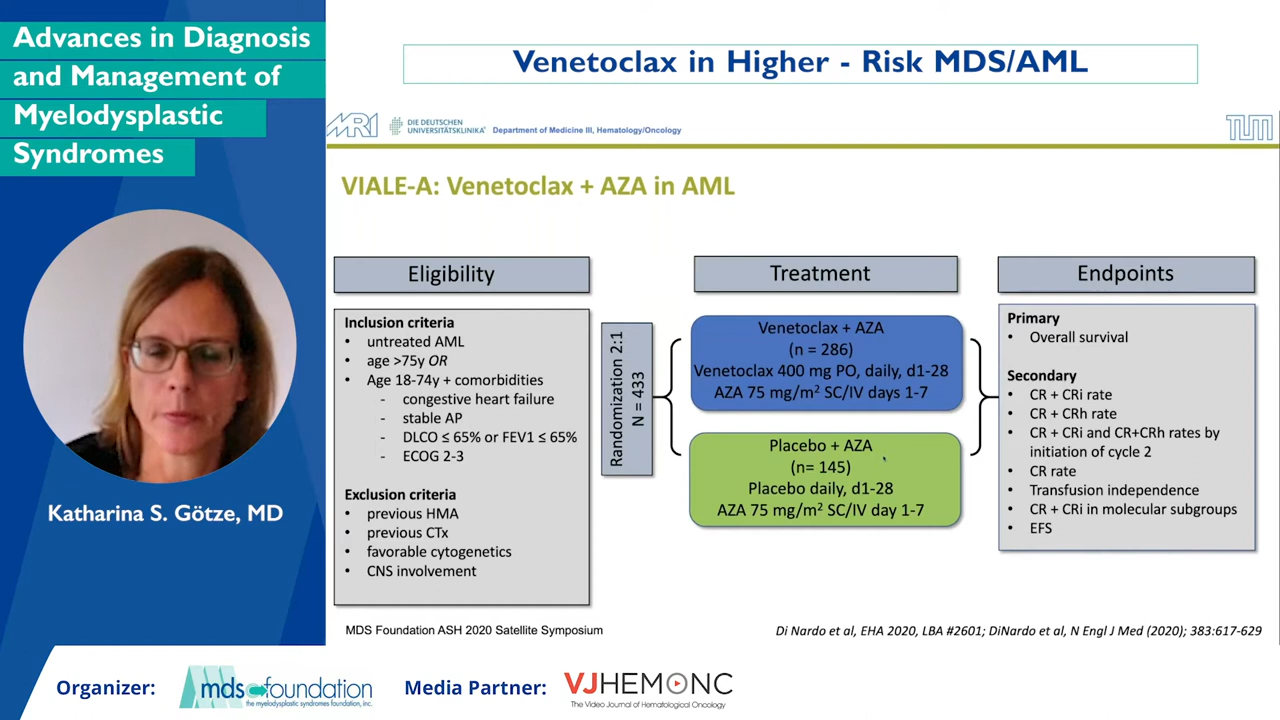 Advances in Diagnosis
and Management of
Myelodysplastic
Syndromes
Katharina S. Götze, MD
Venetoclax in Higher - Risk MDS/AML
MRI
DIE DEUTSCHEN
UNIVERSITÄTSKLINIKA®
Department of Medicine III, Hematology/Oncology
TUM
VIALE-A: Venetoclax + AZA in AML
Eligibility
Inclusion criteria
• untreated AML
• age >75y OR
• Age 18-74y + comorbidities
- congestive heart failure
- stable AP
- DLCO ≤ 65% or FEV1 ≤ 65%
- ECOG 2-3
Exclusion criteria
• previous HMA
• previous CTx
• favorable cytogenetics
• CNS involvement
Randomization 2:1
N = 433
Treatment
Venetoclax + AZA
(n = 286)
Venetoclax 400 mg PO, daily, d1-28
AZA 75 mg/m² SC/IV days 1-7
Placebo + AZA
(n= 145)
Placebo daily, d1-28
AZA 75 mg/m² SC/IV day 1-7
Endpoints
Primary
• Overall survival
Secondary
• CR + CRi rate
• CR + CRh rate
• CR + CRi and CR+CRh rates by
initiation of cycle 2
• CR rate
• Transfusion independence
• CR + CRi in molecular subgroups
• EFS
MDS Foundation ASH 2020 Satellite Symposium
Di Nardo et al, EHA 2020, LBA #2601; DiNardo et al, N Engl J Med (2020); 383:617-629
Organizer:
mds foundation
the myelodysplastic syndromes foundation, inc.
Media Partner:
VJHEMONC
The Video Journal of Hematological Oncology